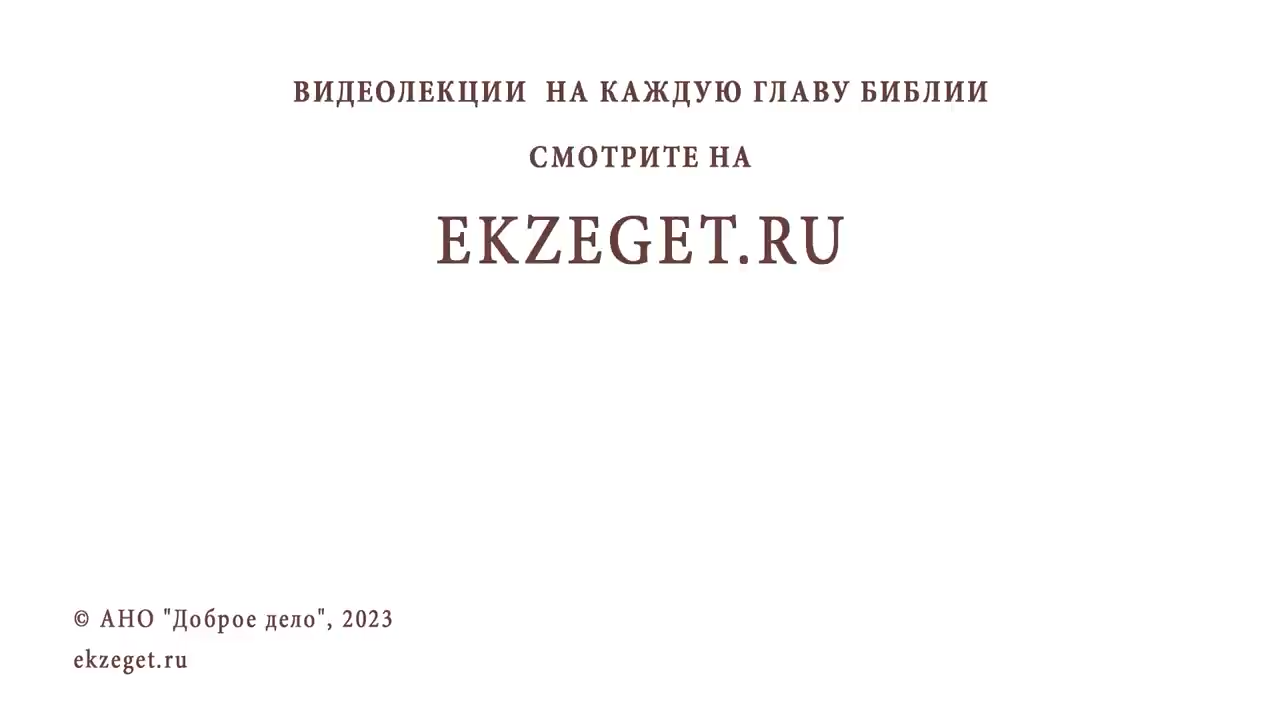 ВИДЕОЛЕКЦИИ НА КАЖДУЮ ГЛАВУ БИБЛИИ
СМОТРИТЕ НА
EKZEGET.RU
© АНО "Доброе дело", 2023
ekzeget.ru